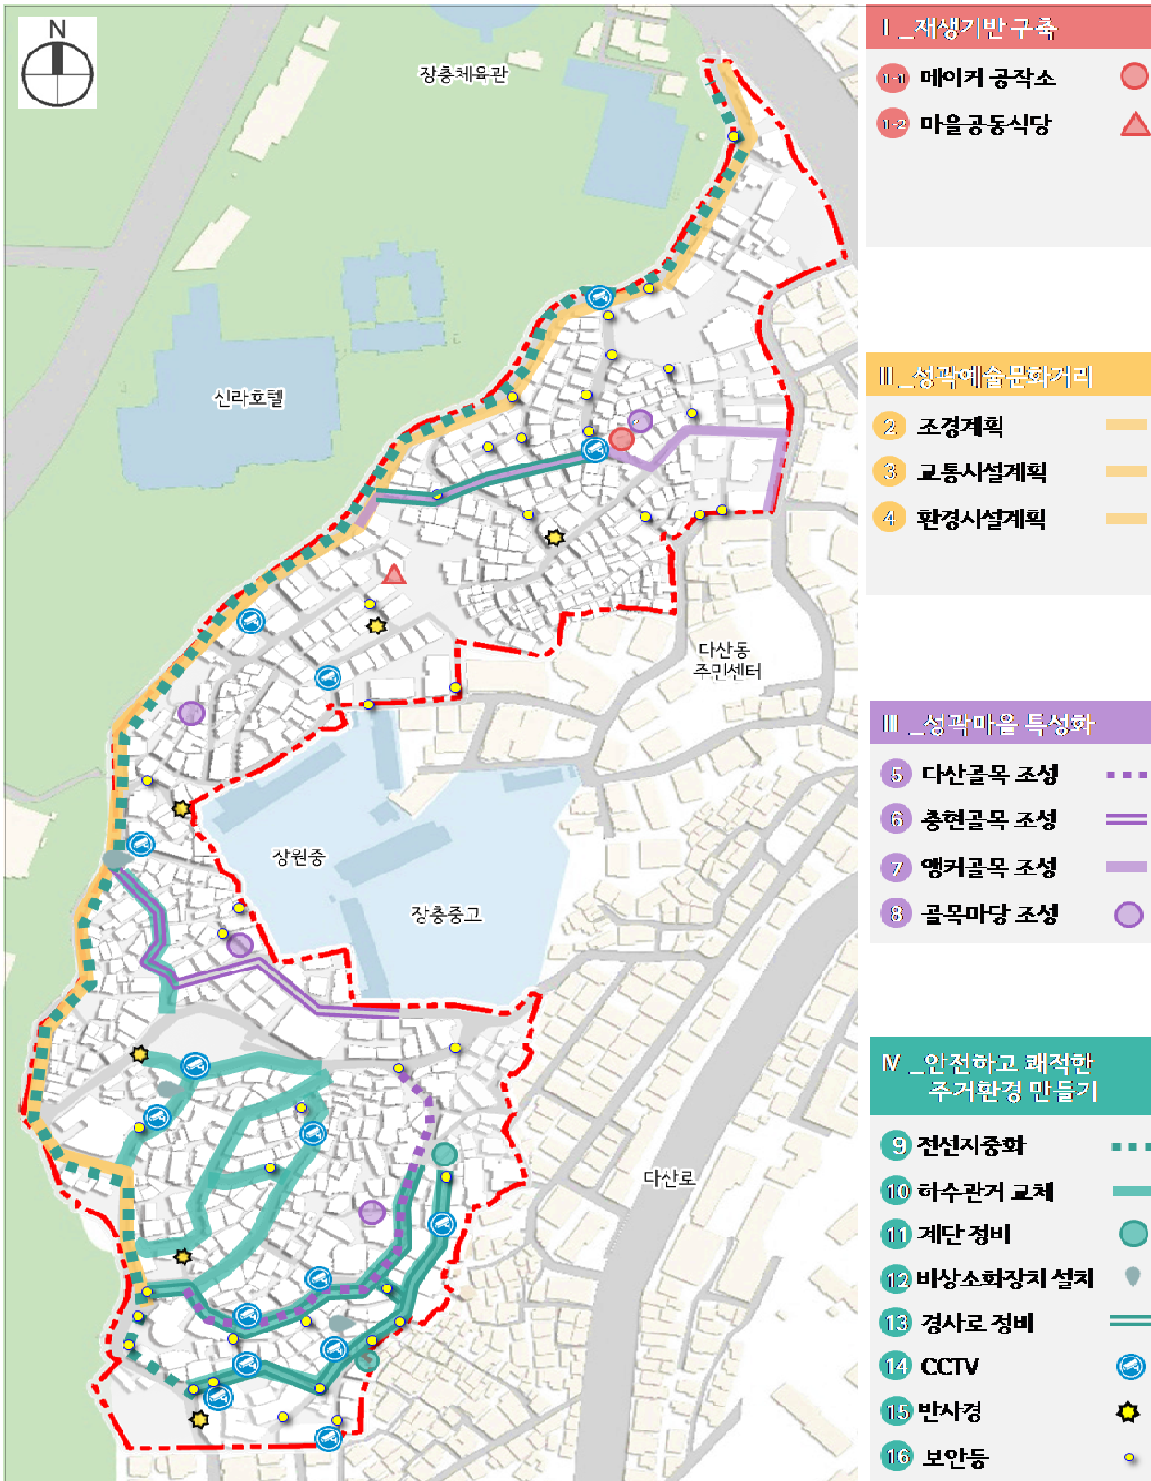 N
장충체육관
신라호텔
다산동
주민센터
장원중
장충중고
다산로
Ⅰ_재생기반 구축
1-1 메이커 공작소
1-2 마을공동식당
Ⅱ_성곽예술문화거리
2 조경계획
3 교통시설계획
4 환경시설계획
Ⅲ_성곽마을 특성화
5 다산골목 조성
6 충현골목 조성
7 앵커골목 조성
8 골목마당 조성
Ⅳ_안전하고 쾌적한
주거환경 만들기
9 전선지중화
10 하수관거 교체
11 계단 정비
12 비상소화장치 설치
13 경사로 정비
14 CCTV
15 반사경
16 보안등